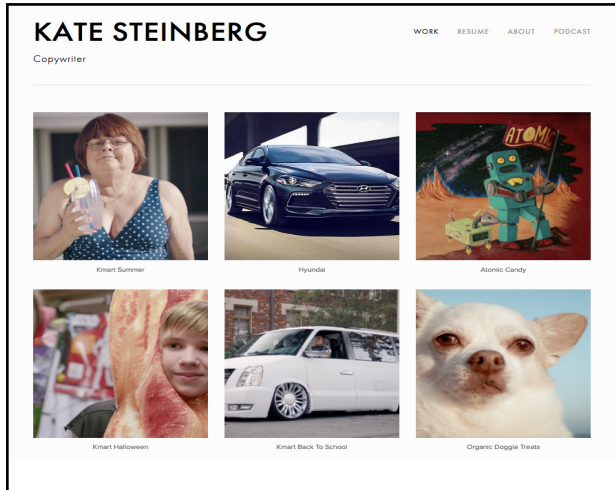 KATE STEINBERG
WORK RESUME ABOUT PODCAST
Copywriter
ATOMIC
Kmart Summer
Hyundai
Atomic Candy
Kmart Halloween
Kmart Back To School
Organic Doggie Treats